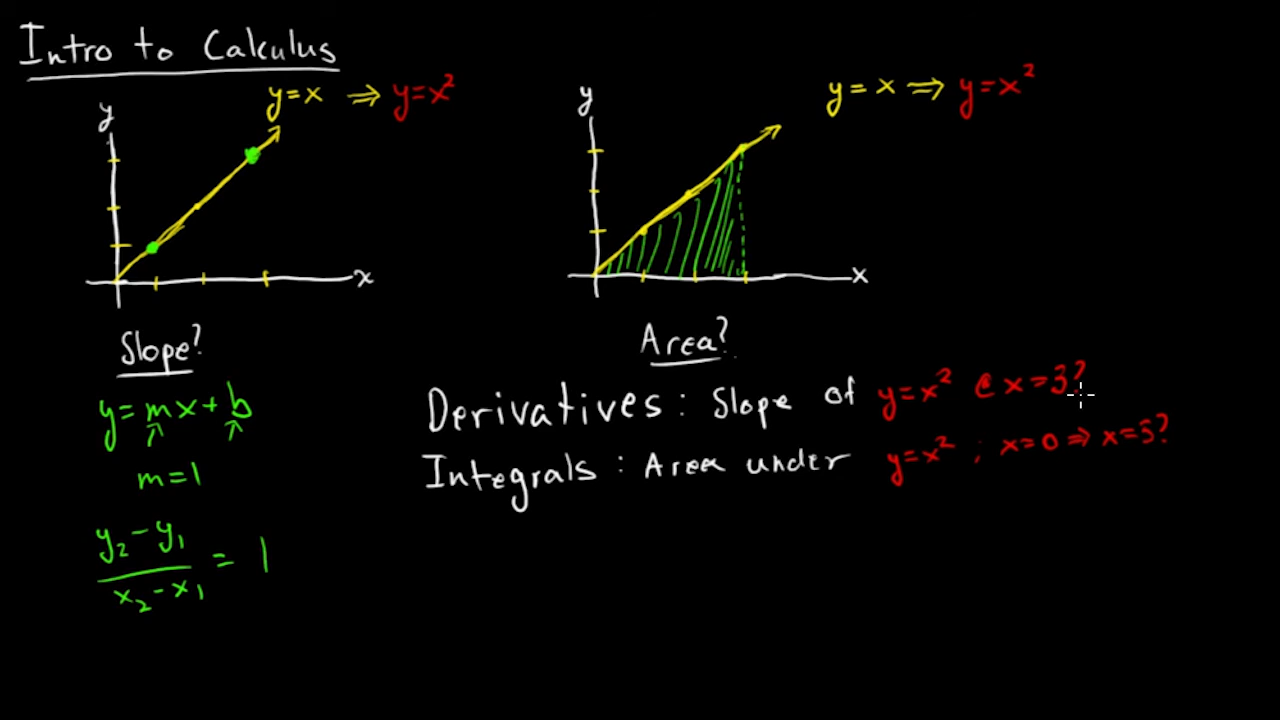 Intro to Calculus
y=x ⇒ y=x²
y
x
y=x ⇒ y=x²
y
x
Slope?
y=mx+b
m=1
y₂-y₁/x₂-x₁ = 1
Area?
Derivatives: Slope of y=x² @ x=3?
Integrals: Area under y=x² ; x=0 ⇒ x=3?